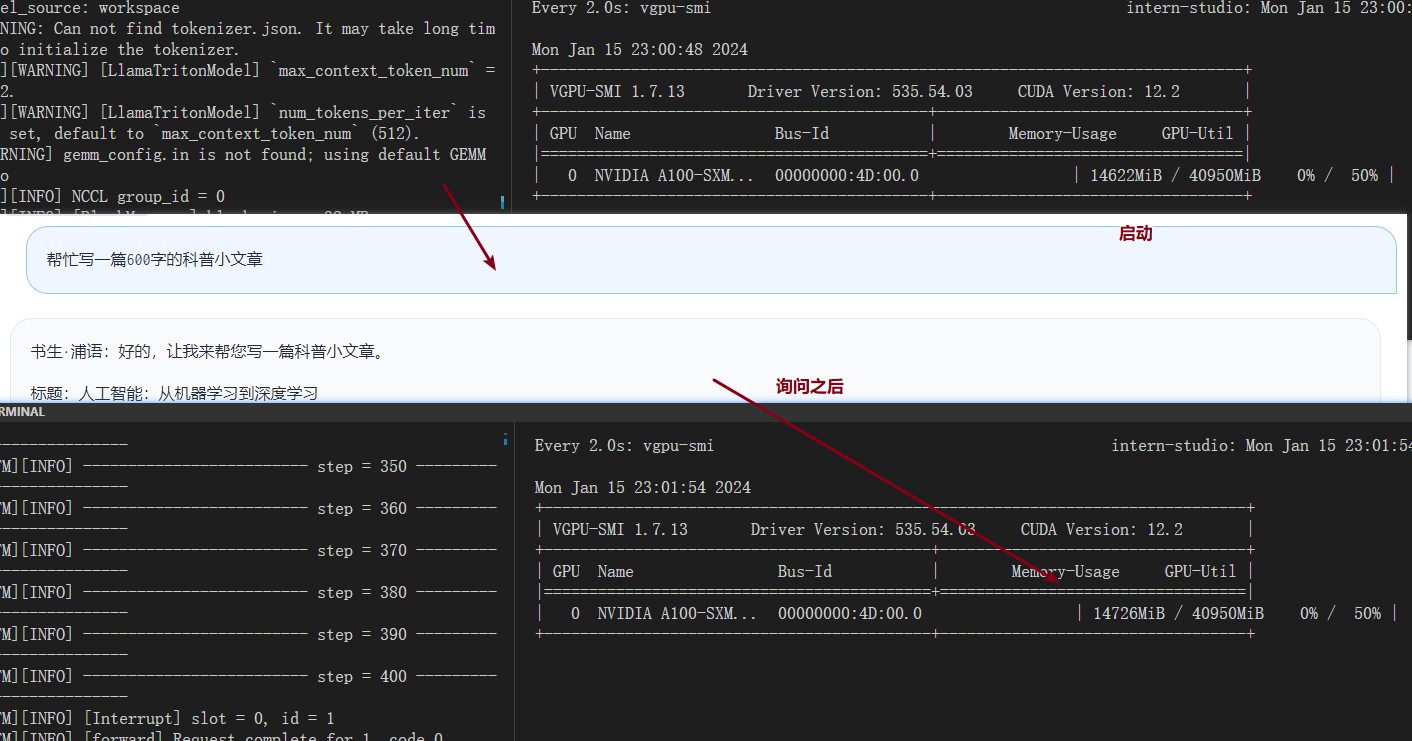 el_source: workspace
NING: Can not find tokenizer.json. It may take long tim
o initialize the tokenizer.
][WARNING] [LlamaTritonModel] `max_context_token_num` =
2.
][WARNING] [LlamaTritonModel] `num_tokens_per_iter` is
set, default to `max_context_token_num` (512).
RNING] gemm_config.in is not found; using default GEMM
o
][INFO] NCCL group_id = 0
Every 2.0s: vgpu-smi intern-studio: Mon Jan 15 23:00:
Mon Jan 15 23:00:48 2024
VGPU-SMI 1.7.13 Driver Version: 535.54.03 CUDA Version: 12.2
GPU Name Bus-Id | Memory-Usage GPU-Util |
0 NVIDIA A100-SXM... 00000000:4D:00.0 | 14622MiB / 40950MiB 0% / 50% |
启动
帮忙写一篇600字的科普小文章
书生·浦语：好的，让我来帮您写一篇科普小文章。
询问之后
标题：人工智能：从机器学习到深度学习
RMINAL
M][INFO] ------------------------- step = 350 ---------
M][INFO] ------------------------- step = 360 ---------
M][INFO] ------------------------- step = 370 ---------
M][INFO] ------------------------- step = 380 ---------
M][INFO] ------------------------- step = 390 ---------
M][INFO] ------------------------- step = 400 ---------
M][INFO] [Interrupt] slot = 0, id = 1
M][INFO] [forward] Request complete for 1, code 0
Every 2.0s: vgpu-smi intern-studio: Mon Jan 15 23:01:54
Mon Jan 15 23:01:54 2024
VGPU-SMI 1.7.13 Driver Version: 535.54.03 CUDA Version: 12.2
GPU Name Bus-Id | Memory-Usage GPU-Util |
0 NVIDIA A100-SXM... 00000000:4D:00.0 | 14726MiB / 40950MiB 0% / 50% |